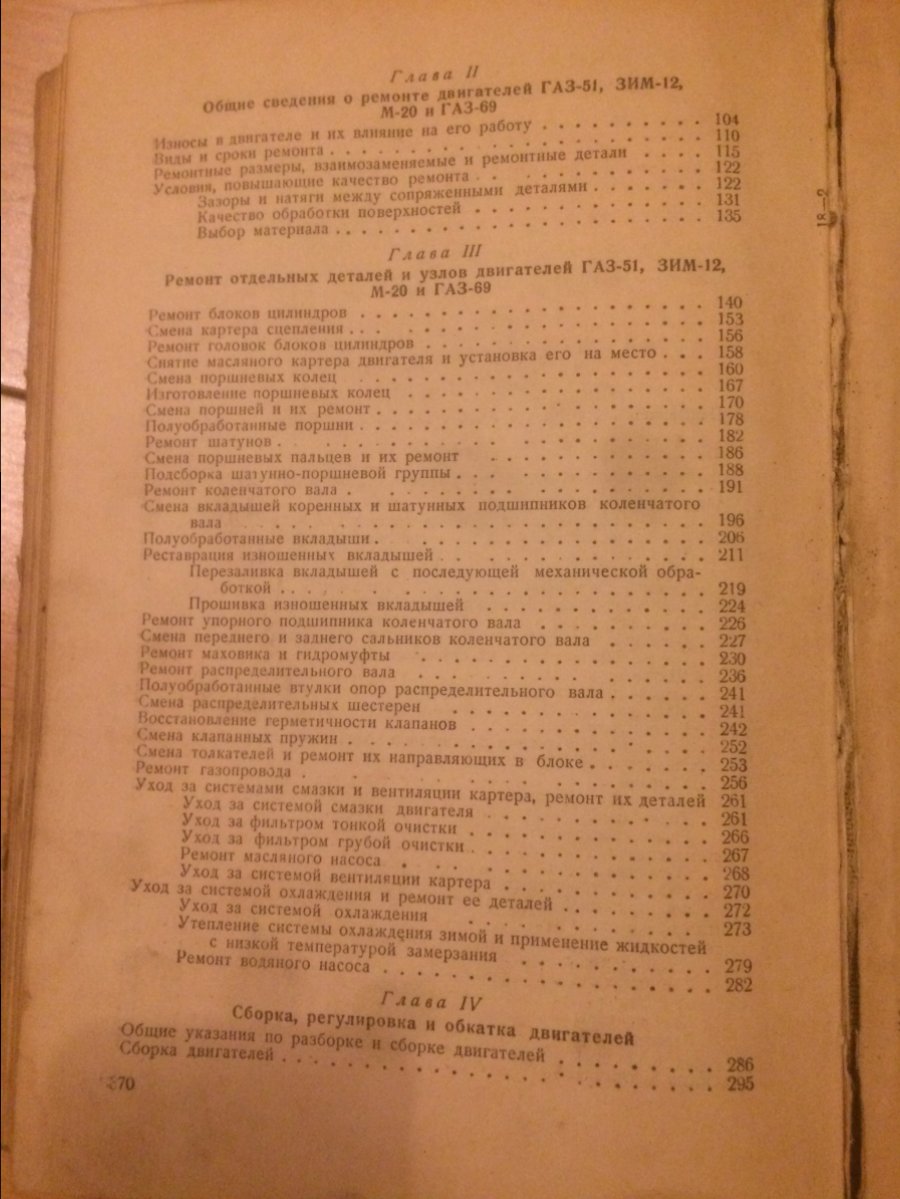 Глава II
Общие сведения о ремонте двигателей ГАЗ-51, ЗИМ-12,
М-20 и ГАЗ-69
Износы в двигателе и их влияние на его работу . . . . . . . . . . 104
Виды и сроки ремонта . . . . . . . . . . 110
Ремонтные размеры, взаимозаменяемые и ремонтные детали . . . . 115
Условия, повышающие качество ремонта . . . . . . . . . . 122
Зазоры и натяги между сопряженными деталями . . . . . . . 122
Качество обработки поверхностей . . . . . . . . . . 131
Выбор материала . . . . . . . . . . 135
Глава III
Ремонт отдельных деталей и узлов двигателей ГАЗ-51, ЗИМ-12,
М-20 и ГАЗ-69
Ремонт блоков цилиндров . . . . . . . . . . 140
Смена картера сцепления . . . . . . . . . . 153
Ремонт головок блоков цилиндров . . . . . . . . . . 156
Снятие масляного картера двигателя и установка его на место . . . 158
Смена поршневых колец . . . . . . . . . . 160
Изготовление поршневых колец . . . . . . . . . . 167
Смена поршней и их ремонт . . . . . . . . . . 170
Полуобработанные поршни . . . . . . . . . . 178
Ремонт шатунов . . . . . . . . . . 182
Смена поршневых пальцев и их ремонт . . . . . . . . . . 186
Подсборка шатунно-поршневой группы . . . . . . . . . . 188
Ремонт коленчатого вала . . . . . . . . . . 191
Смена вкладышей коренных и шатунных подшипников коленчатого
вала . . . . . . . . . . 196
Полуобработанные вкладыши . . . . . . . . . . 206
Реставрация изношенных вкладышей . . . . . . . . . . 211
Перезаливка вкладышей с последующей механической обра-
боткой . . . . . . . . . . 219
Прошивка изношенных вкладышей . . . . . . . . . . 224
Ремонт упорного подшипника коленчатого вала . . . . . . . . . . 226
Смена переднего и заднего сальников коленчатого вала . . . . . . 227
Ремонт маховика и гидромуфты . . . . . . . . . . 230
Ремонт распределительного вала . . . . . . . . . . 236
Полуобработанные втулки опор распределительного вала . . . . . . 241
Смена распределительных шестерен . . . . . . . . . . 241
Восстановление герметичности клапанов . . . . . . . . . . 242
Смена клапанных пружин . . . . . . . . . . 252
Смена толкателей и ремонт их направляющих в блоке . . . . . . . 253
Ремонт газопровода . . . . . . . . . . 256
Уход за системами смазки и вентиляции картера, ремонт их деталей 261
Уход за системой смазки двигателя . . . . . . . . . . 261
Уход за фильтром тонкой очистки . . . . . . . . . . 266
Уход за фильтром грубой очистки . . . . . . . . . . 267
Ремонт масляного насоса . . . . . . . . . . 268
Уход за системой вентиляции картера . . . . . . . . . . 270
Уход за системой охлаждения и ремонт ее деталей . . . . . . . . 272
Уход за системой охлаждения . . . . . . . . . . 273
Утепление системы охлаждения зимой и применение жидкостей
с низкой температурой замерзания . . . . . . . . . . 279
Ремонт водяного насоса . . . . . . . . . . 282
Глава IV
Сборка, регулировка и обкатка двигателей
Общие указания по разборке и сборке двигателей . . . . . . . . 286
Сборка двигателей . . . . . . . . . . 295
370
18—2